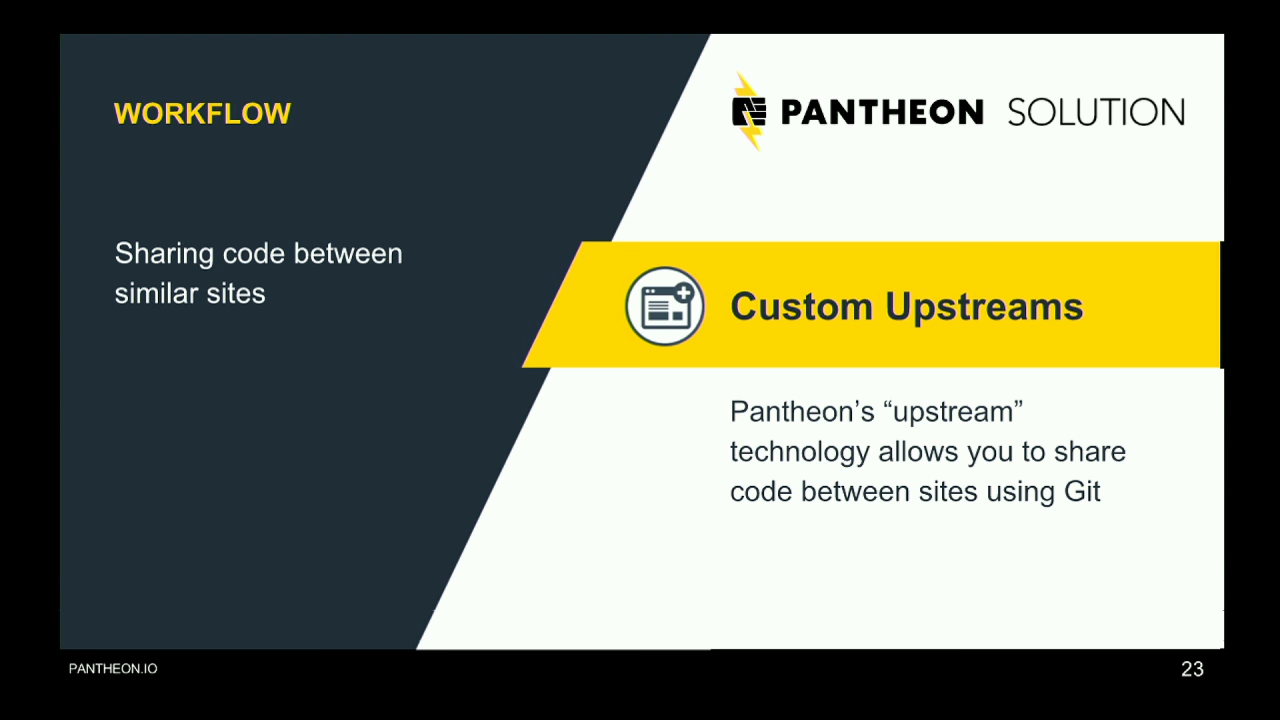 WORKFLOW
PANTHEON SOLUTION
Sharing code between
similar sites
Custom Upstreams
Pantheon’s “upstream”
technology allows you to share
code between sites using Git
PANTHEON.IO
23